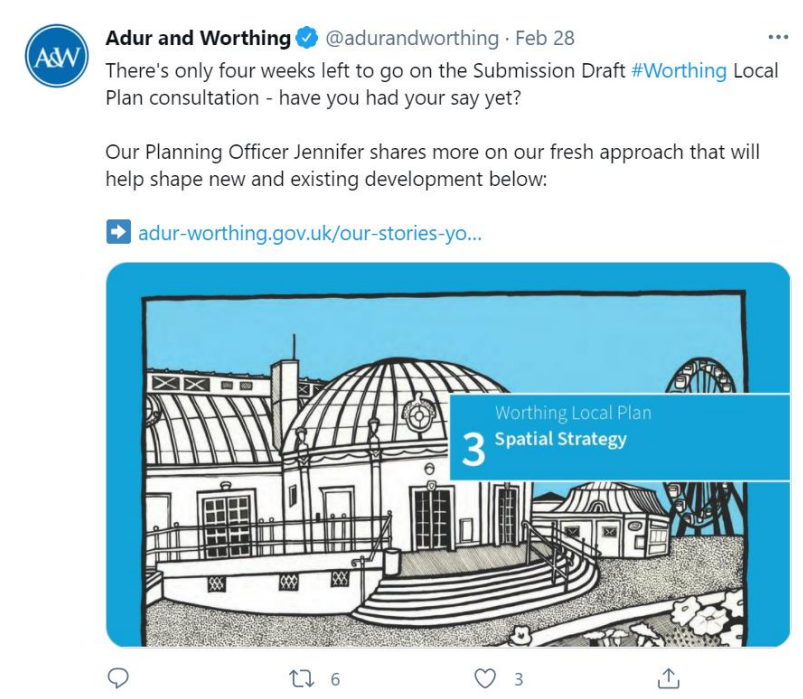 A&W
Adur and Worthing @adurandworthing · Feb 28
There's only four weeks left to go on the Submission Draft #Worthing Local
Plan consultation - have you had your say yet?
Our Planning Officer Jennifer shares more on our fresh approach that will
help shape new and existing development below:
adur-worthing.gov.uk/our-stories-yo...
Worthing Local Plan
3 Spatial Strategy
6 3